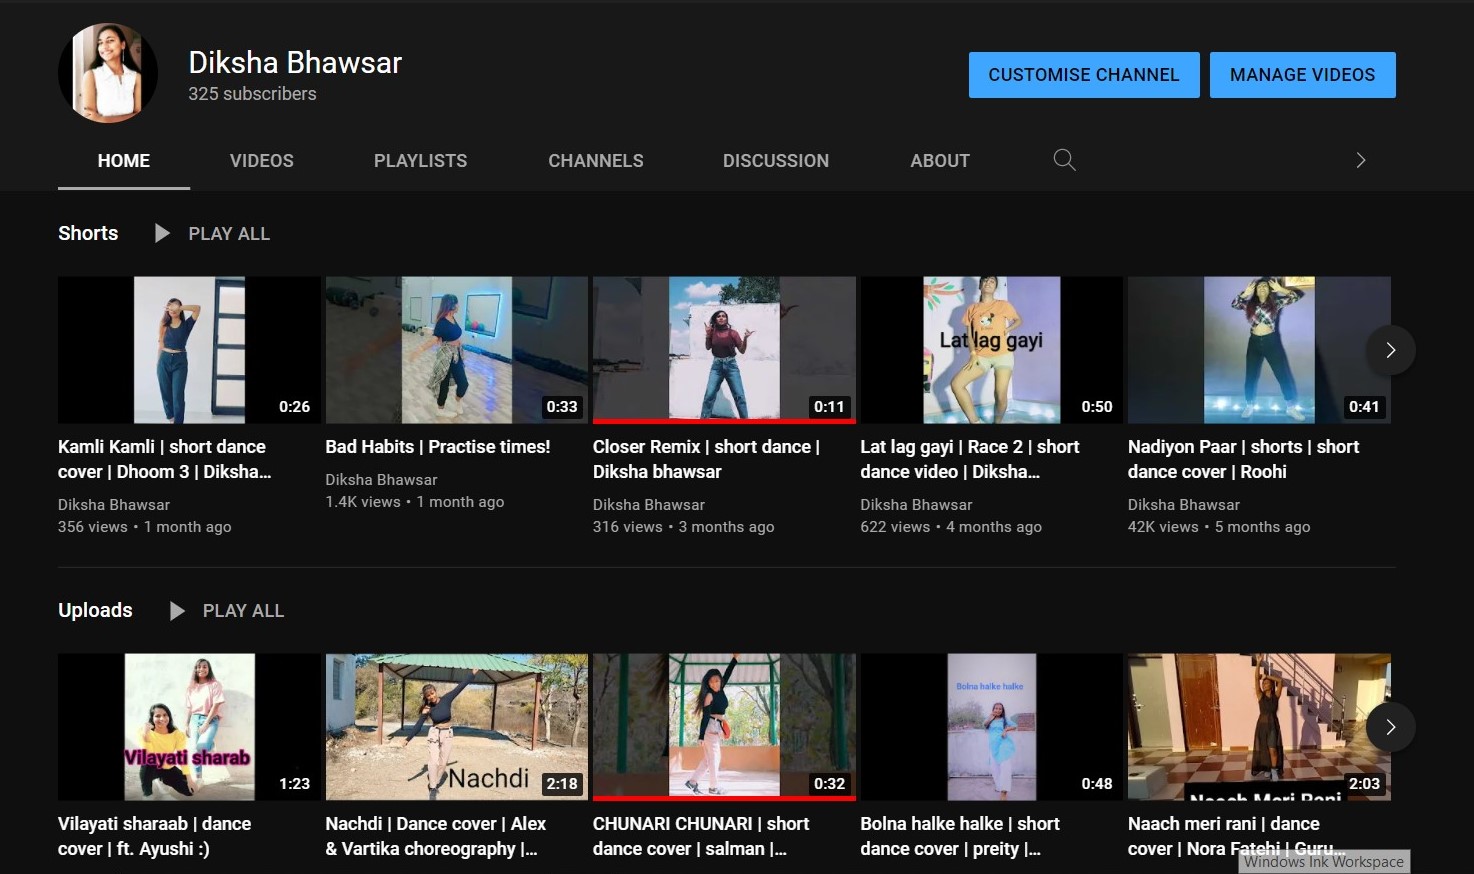 Diksha Bhawsar
325 subscribers
CUSTOMISE CHANNEL
MANAGE VIDEOS
HOME
VIDEOS
PLAYLISTS
CHANNELS
DISCUSSION
ABOUT
Shorts
PLAY ALL
0:26
0:33
0:11
Lat lag gayi
0:50
0:41
Kamli Kamli | short dance
cover | Dhoom 3 | Diksha...
Diksha Bhawsar
356 views • 1 month ago
Bad Habits | Practise times!
Diksha Bhawsar
1.4K views • 1 month ago
Closer Remix | short dance |
Diksha bhawsar
Diksha Bhawsar
316 views • 3 months ago
Lat lag gayi | Race 2 | short
dance video | Diksha...
Diksha Bhawsar
622 views • 4 months ago
Nadiyon Paar | shorts | short
dance cover | Roohi
Diksha Bhawsar
42K views • 5 months ago
Uploads
PLAY ALL
Vilayati sharab
1:23
Nachdi
2:18
0:32
Bolna halke halke
0:48
Naach Meri Rani
2:03
Vilayati sharaab | dance
cover | ft. Ayushi :)
Nachdi | Dance cover | Alex
& Vartika choreography |...
CHUNARI CHUNARI | short
dance cover | salman |...
Bolna halke halke | short
dance cover | preity |...
Naach meri rani | dance
cover | Nora Fatehi | Guru...
Windows Ink Workspace